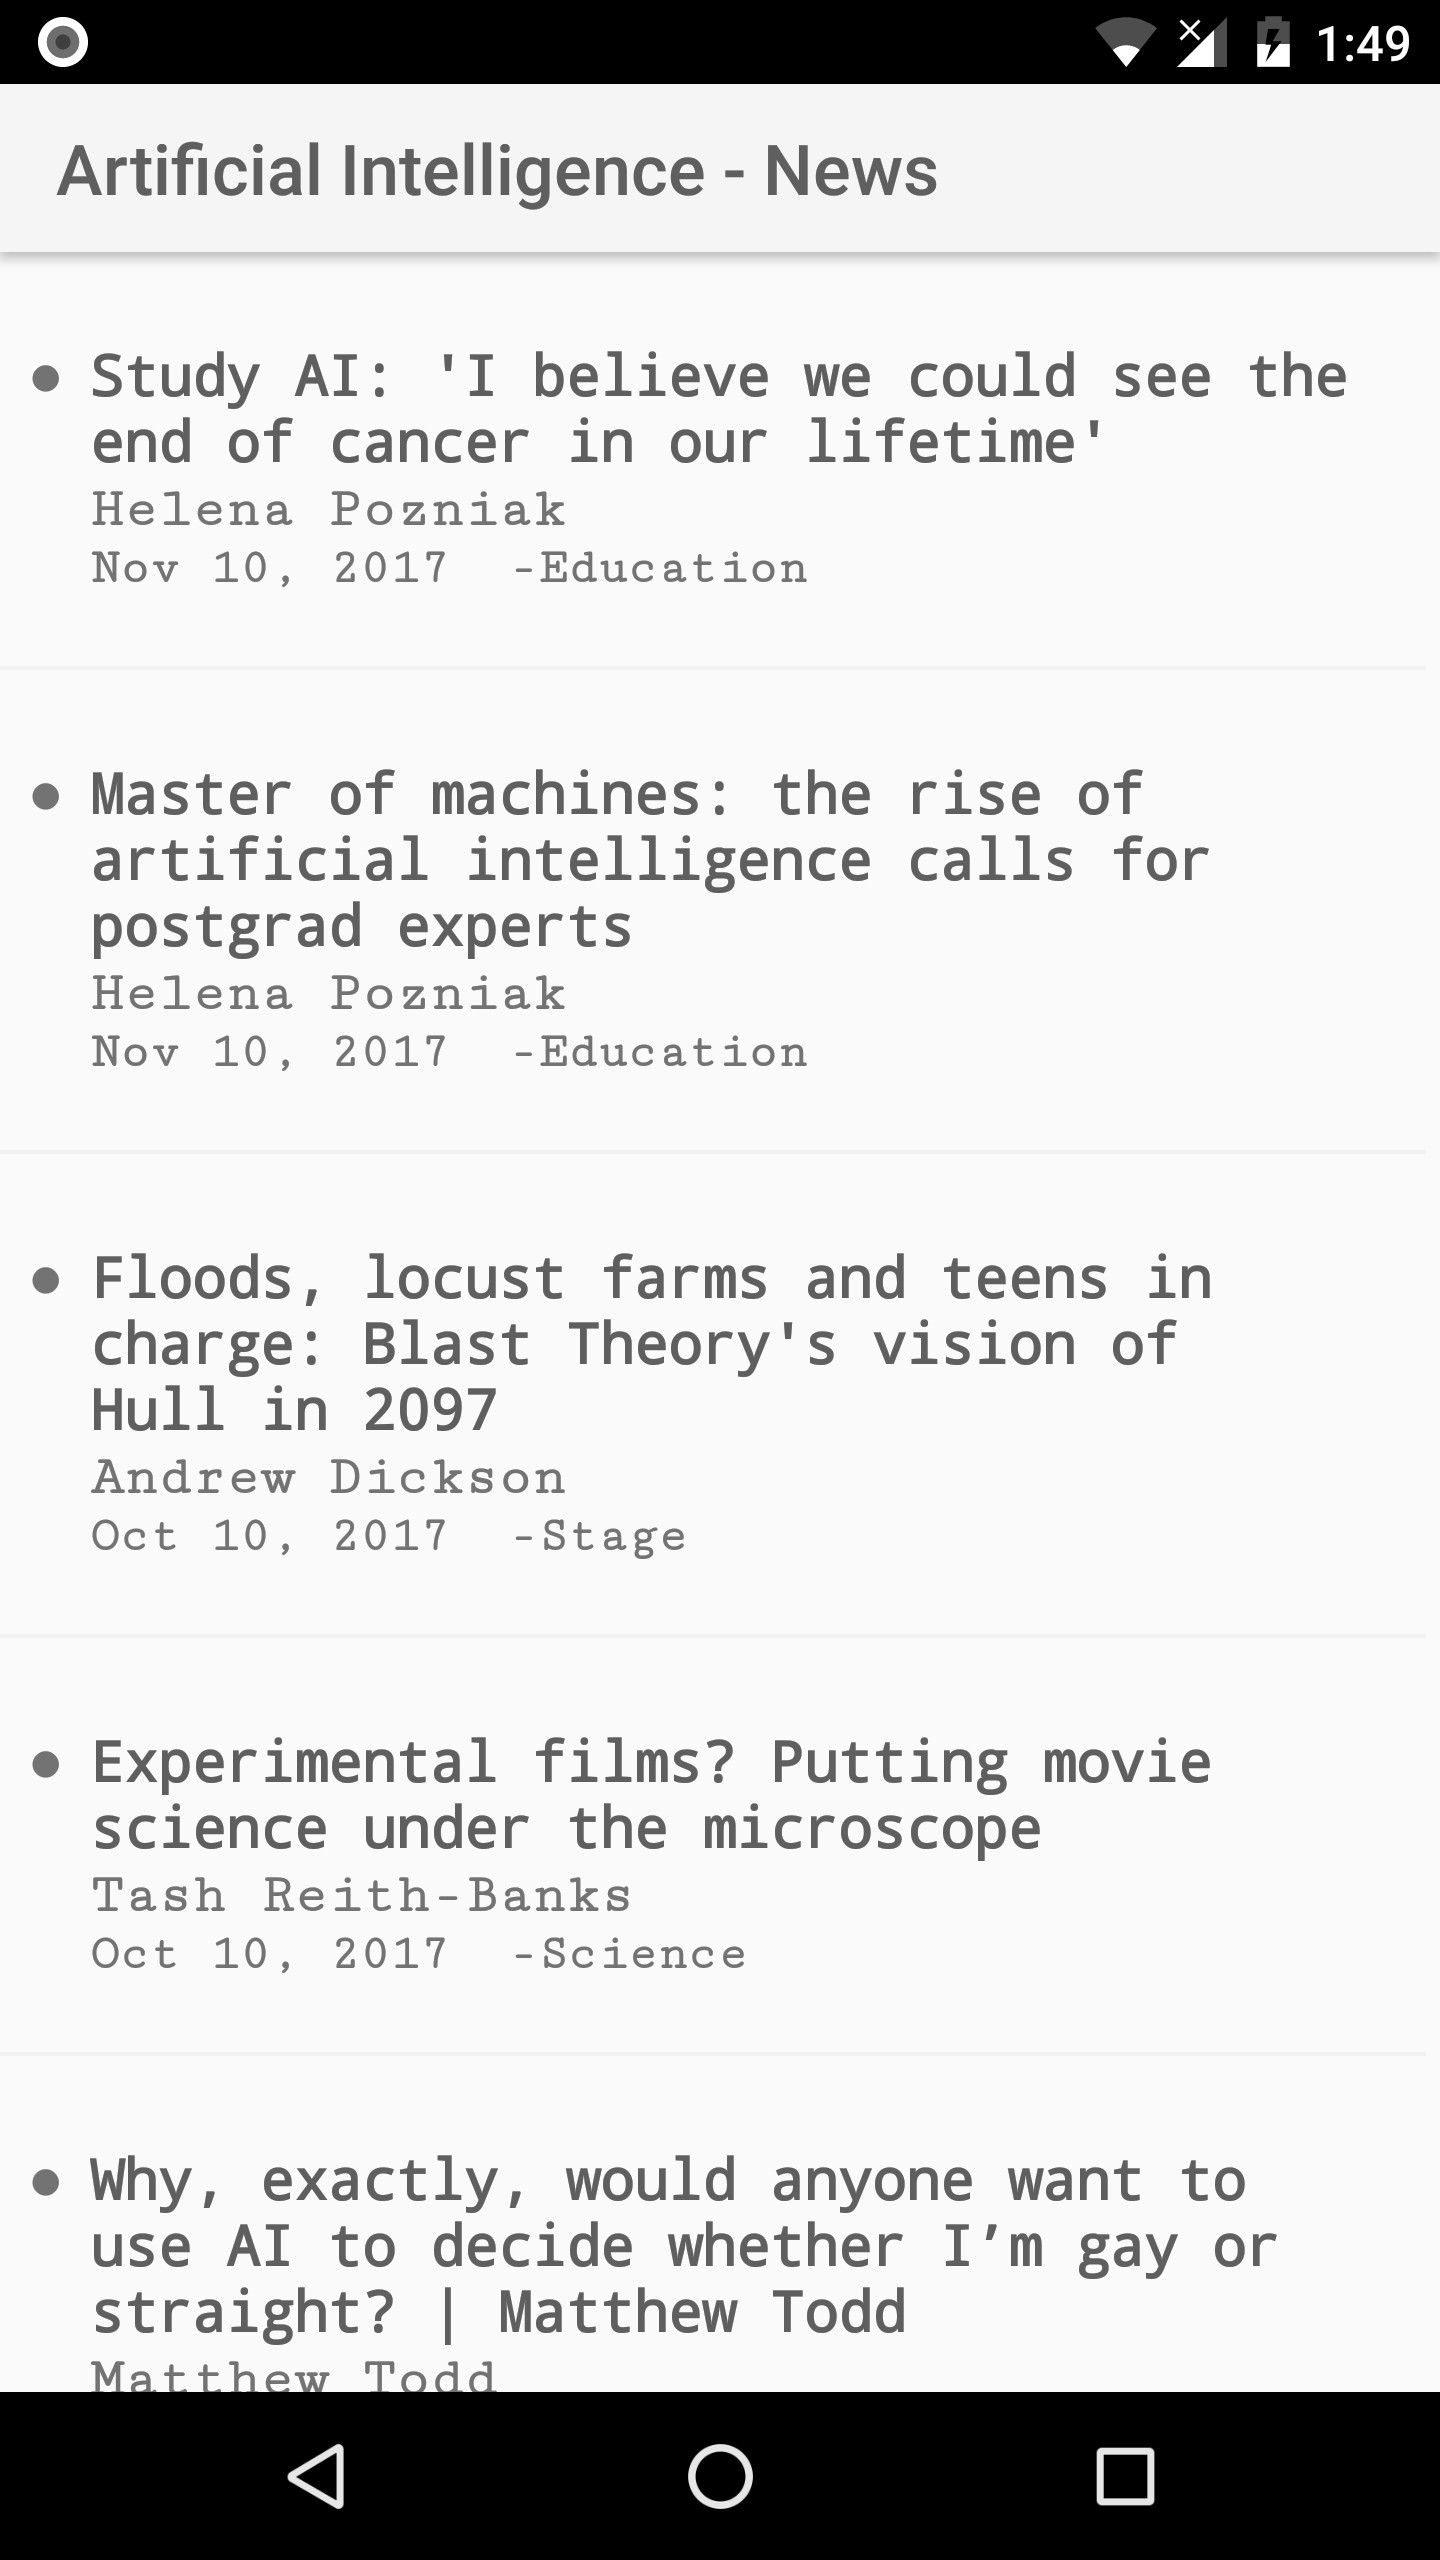 1:49
Artificial Intelligence - News
● Study AI: 'I believe we could see the
end of cancer in our lifetime'
Helena Pozniak
Nov 10, 2017  -Education
● Master of machines: the rise of
artificial intelligence calls for
postgrad experts
Helena Pozniak
Nov 10, 2017  -Education
● Floods, locust farms and teens in
charge: Blast Theory's vision of
Hull in 2097
Andrew Dickson
Oct 10, 2017  -Stage
● Experimental films? Putting movie
science under the microscope
Tash Reith-Banks
Oct 10, 2017  -Science
● Why, exactly, would anyone want to
use AI to decide whether I’m gay or
straight? | Matthew Todd
Matthew Todd